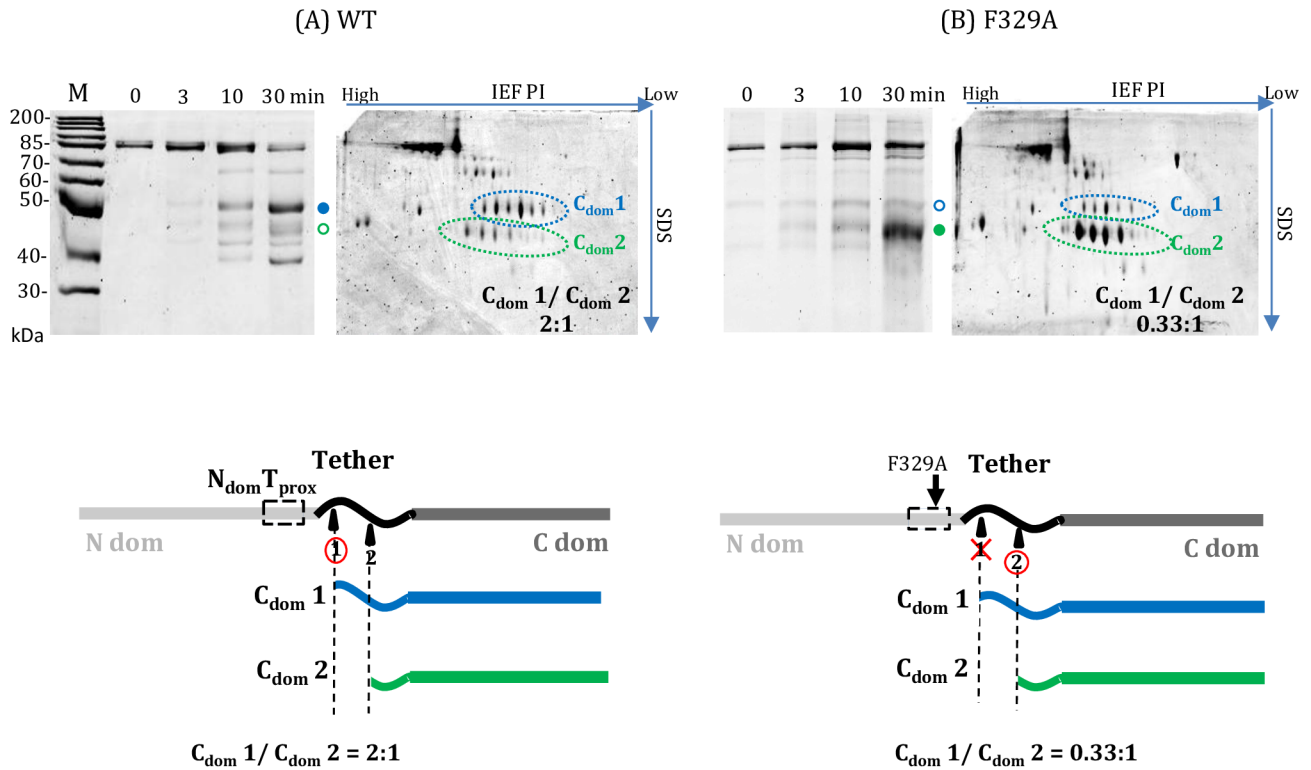 (A) WT
(B) F329A
M 0 3 10 30 min
High IEF PI Low
200-
85-
70-
60-
50-
40-
30-
kDa
Cdom1
Cdom2
Cdom 1/ Cdom 2
2:1
SDS
0 3 10 30 min
High IEF PI Low
Cdom1
Cdom2
Cdom 1/ Cdom 2
0.33:1
SDS
Tether
NdomTprox
N dom
C dom
1 2
Cdom 1
Cdom 2
Cdom 1/ Cdom 2 = 2:1
F329A
Tether
N dom
C dom
1 2
Cdom 1
Cdom 2
Cdom 1/ Cdom 2 = 0.33:1